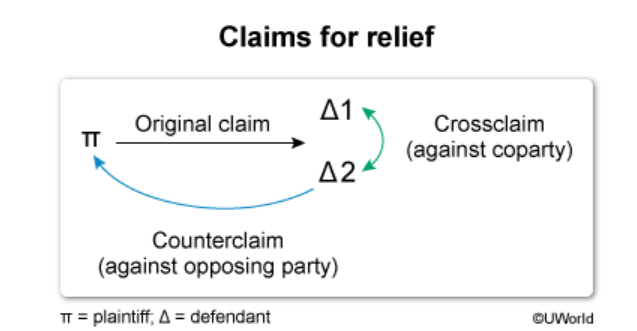 Claims for relief
Δ1
Original claim
π
Crossclaim
(against coparty)
Δ2
Counterclaim
(against opposing party)
π = plaintiff; Δ = defendant
©UWorld